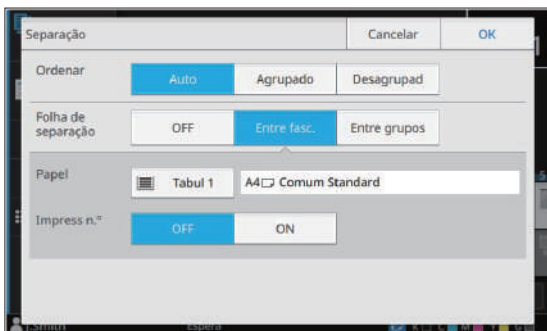 Separação Cancelar OK
Ordenar Auto Agrupado Desagrupad
Folha de
separação OFF Entre fasc. Entre grupos
Papel Tabul 1 A4 Comum Standard
Impress n.º OFF ON
J.Smith Espera K C M Y G